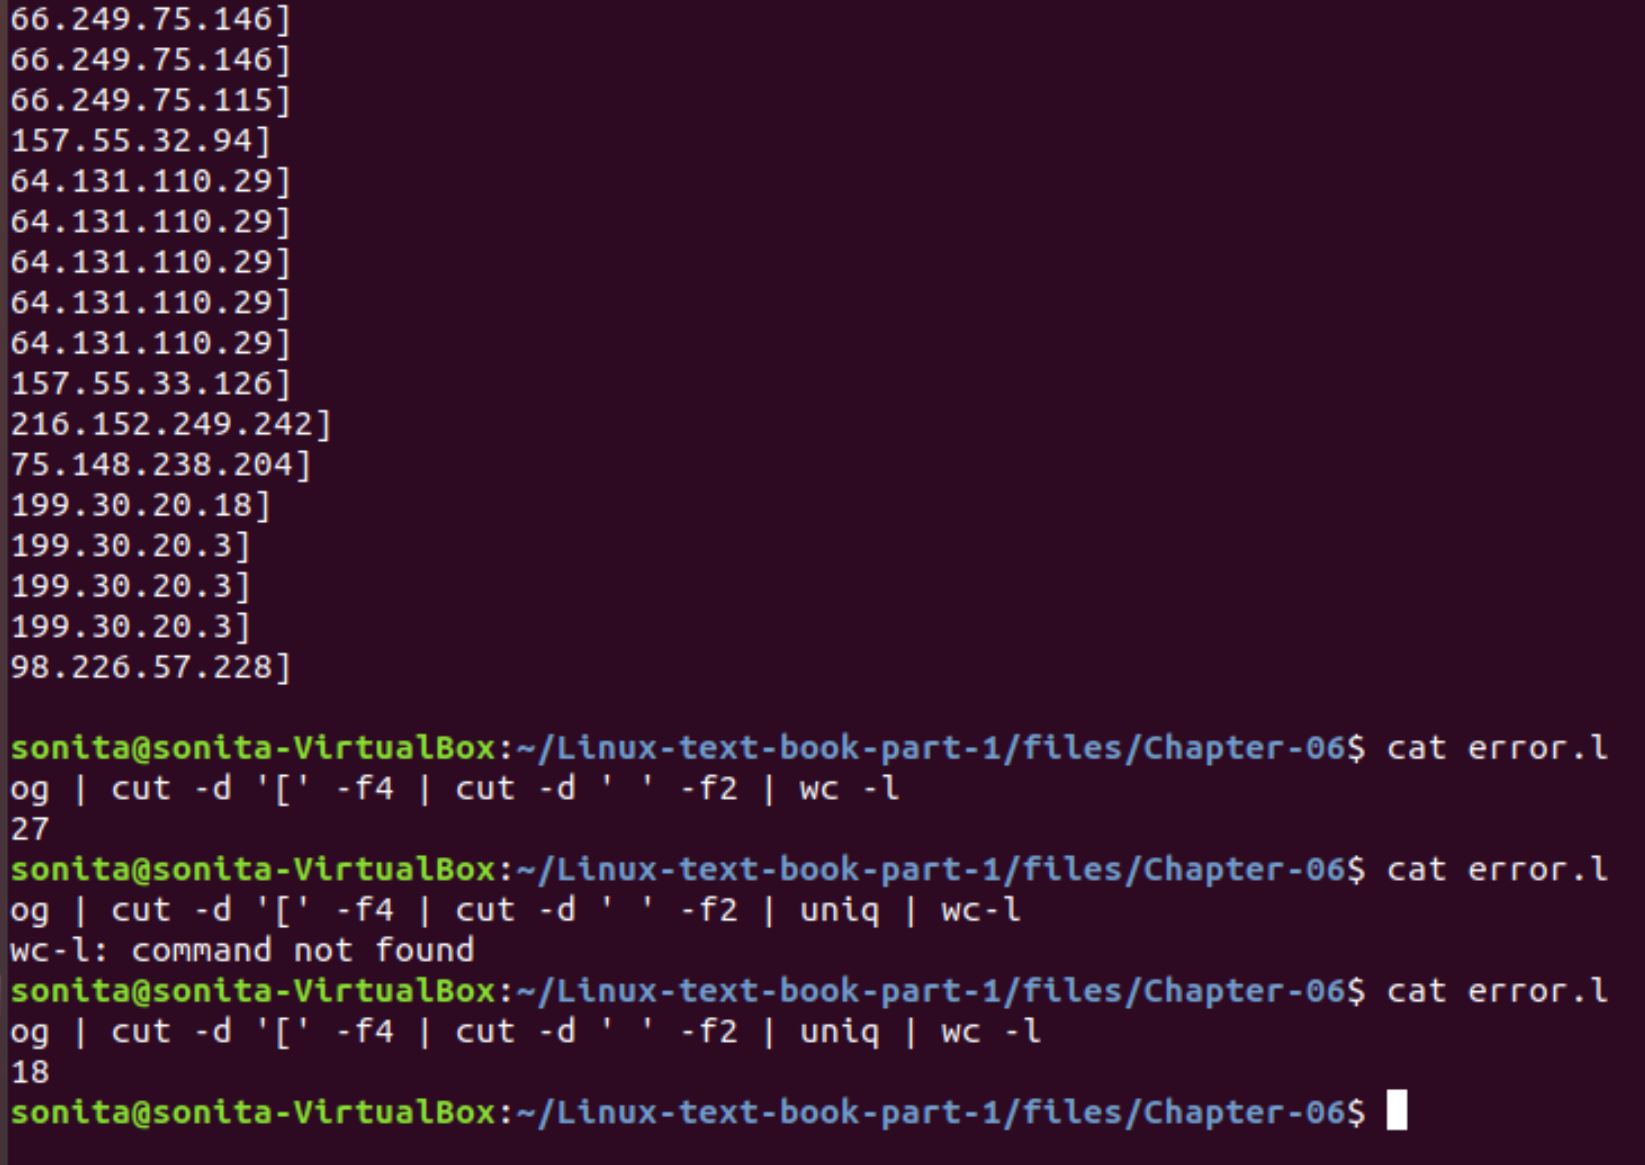 66.249.75.146]
66.249.75.146]
66.249.75.115]
157.55.32.94]
64.131.110.29]
64.131.110.29]
64.131.110.29]
64.131.110.29]
64.131.110.29]
157.55.33.126]
216.152.249.242]
75.148.238.204]
199.30.20.18]
199.30.20.3]
199.30.20.3]
199.30.20.3]
98.226.57.228]
sonita@sonita-VirtualBox:~/Linux-text-book-part-1/files/Chapter-06$ cat error.l
og | cut -d '[' -f4 | cut -d ' ' -f2 | wc -l
27
sonita@sonita-VirtualBox:~/Linux-text-book-part-1/files/Chapter-06$ cat error.l
og | cut -d '[' -f4 | cut -d ' ' -f2 | uniq | wc-l
wc-l: command not found
sonita@sonita-VirtualBox:~/Linux-text-book-part-1/files/Chapter-06$ cat error.l
og | cut -d '[' -f4 | cut -d ' ' -f2 | uniq | wc -l
18
sonita@sonita-VirtualBox:~/Linux-text-book-part-1/files/Chapter-06$